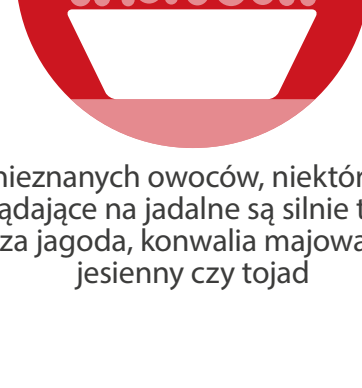 nieznanych owoców, niektór
ądające na jadalne są silnie t
za jagoda, konwalia majowa
jesienny czy tojad